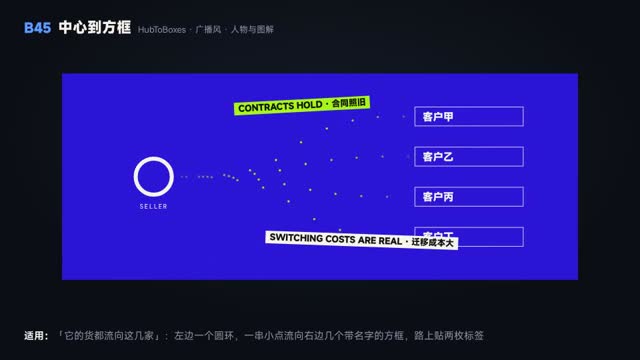 B45 中心到方框 HubToBoxes · 广播风 · 人物与图解
CONTRACTS HOLD · 合同照旧
客户甲
客户乙
SELLER
客户丙
客户丁
SWITCHING COSTS ARE REAL · 迁移成本大
适用：「它的货都流向这几家」：左边一个圆环，一串小点流向右边几个带名字的方框，路上贴两枚标签